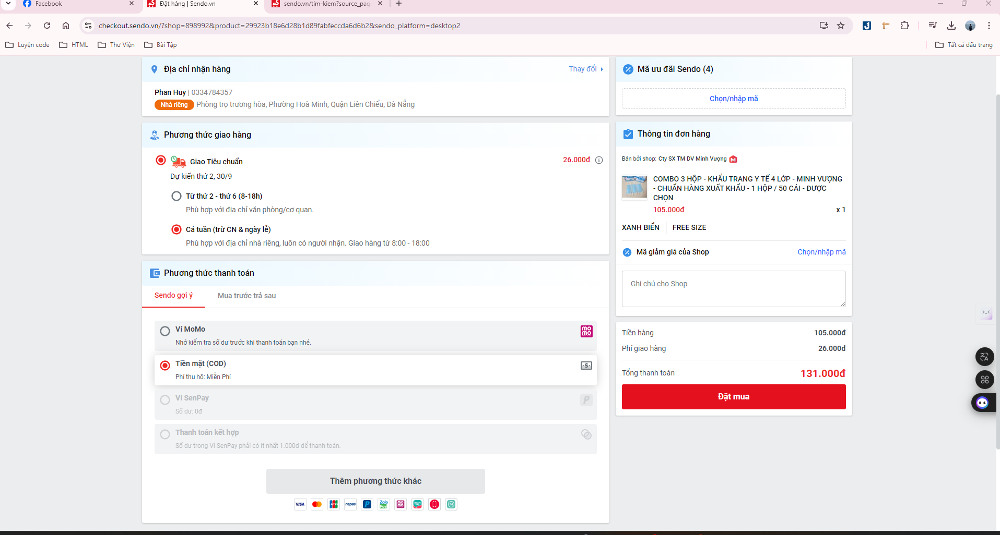 Facebook
Đặt hàng | Sendo.vn
sendo.vn/tim-kiem?source_pag
checkout.sendo.vn/?shop=898992&product=29923b18e6d28b1d89fabfeccda6d6b2&sendo_platform=desktop2
Luyện code
HTML
Thư Viện
Bài Tập
Tất cả dấu trang
Địa chỉ nhận hàng
Thay đổi
Phan Huy | 0334784357
Nhà riêng Phòng trọ trương hòa, Phường Hoà Minh, Quận Liên Chiểu, Đà Nẵng
Phương thức giao hàng
Giao Tiêu chuẩn
26.000đ
Dự kiến thứ 2, 30/9
Từ thứ 2 - thứ 6 (8-18h)
Phù hợp với địa chỉ văn phòng/cơ quan.
Cả tuần (trừ CN & ngày lễ)
Phù hợp với địa chỉ nhà riêng, luôn có người nhận. Giao hàng từ 8:00 - 18:00
Phương thức thanh toán
Sendo gợi ý
Mua trước trả sau
Ví MoMo
Nhớ kiểm tra số dư trước khi thanh toán bạn nhé.
mo
mo
Tiền mặt (COD)
Phí thu hộ: Miễn Phí
Ví SenPay
Số dư: 0đ
Thanh toán kết hợp
Số dư trong Ví SenPay phải có ít nhất 1.000đ để thanh toán.
Thêm phương thức khác
VISA
JCB
napas
Zalo
Pay
mo
mo
Mã ưu đãi Sendo (4)
Chọn/nhập mã
Thông tin đơn hàng
Bán bởi shop: Cty SX TM DV Minh Vượng
COMBO 3 HỘP - KHẨU TRANG Y TẾ 4 LỚP - MINH VƯỢNG
- CHUẨN HÀNG XUẤT KHẨU - 1 HỘP / 50 CÁI - ĐƯỢC
CHỌN
105.000đ
x 1
XANH BIỂN
FREE SIZE
Mã giảm giá của Shop
Chọn/nhập mã
Ghi chú cho Shop
Tiền hàng
105.000đ
Phí giao hàng
26.000đ
Tổng thanh toán
131.000đ
Đặt mua